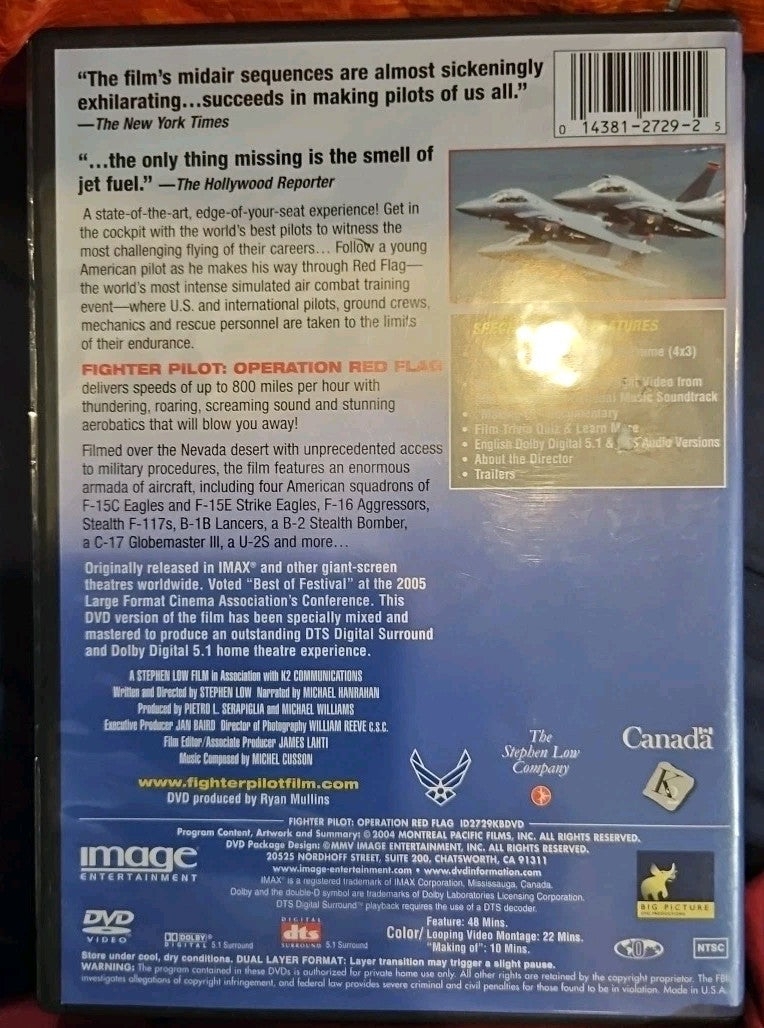 “The film’s midair sequences are almost sickeningly
exhilarating...succeeds in making pilots of us all.”
—The New York Times
0 14381-2729-2 5
“...the only thing missing is the smell of
jet fuel.” —The Hollywood Reporter
A state-of-the-art, edge-of-your-seat experience! Get in
the cockpit with the world’s best pilots to witness the
most challenging flying of their careers... Follow a young
American pilot as he makes his way through Red Flag—
the world’s most intense simulated air combat training
event—where U.S. and international pilots, ground crews,
mechanics and rescue personnel are taken to the limits
of their endurance.
FIGHTER PILOT: OPERATION RED FLAG
delivers speeds of up to 800 miles per hour with
thundering, roaring, screaming sound and stunning
aerobatics that will blow you away!
Filmed over the Nevada desert with unprecedented access
to military procedures, the film features an enormous
armada of aircraft, including four American squadrons of
F-15C Eagles and F-15E Strike Eagles, F-16 Aggressors,
Stealth F-117s, B-1B Lancers, a B-2 Stealth Bomber,
a C-17 Globemaster III, a U-2S and more...
(4x3)
Video from
Music Soundtrack
• Film Trivia Quiz & Learn More
• English Dolby Digital 5.1 & Audio Versions
• About the Director
• Trailers
Originally released in IMAX® and other giant-screen
theatres worldwide. Voted “Best of Festival” at the 2005
Large Format Cinema Association’s Conference. This
DVD version of the film has been specially mixed and
mastered to produce an outstanding DTS Digital Surround
and Dolby Digital 5.1 home theatre experience.
A STEPHEN LOW FILM in Association with K2 COMMUNICATIONS
Written and Directed by STEPHEN LOW Narrated by MICHAEL HANRAHAN
Produced by PIETRO L. SERAPIGLIA and MICHAEL WILLIAMS
Executive Producer JAN BAIRD Director of Photography WILLIAM REEVE C.S.C.
Film Editor/Associate Producer JAMES LAHTI
Music Composed by MICHEL CUSSON
www.fighterpilotfilm.com
DVD produced by Ryan Mullins
The
Stephen Low
Company
Canada
K2
FIGHTER PILOT: OPERATION RED FLAG ID2729KBDVD
Program Content, Artwork and Summary: © 2004 MONTREAL PACIFIC FILMS, INC. ALL RIGHTS RESERVED.
DVD Package Design: ©MMV IMAGE ENTERTAINMENT, INC. ALL RIGHTS RESERVED.
20525 NORDHOFF STREET, SUITE 200, CHATSWORTH, CA 91311
www.image-entertainment.com • www.dvdinformation.com
IMAX® is a registered trademark of IMAX Corporation, Mississauga, Canada.
Dolby and the double-D symbol are trademarks of Dolby Laboratories Licensing Corporation.
DTS Digital Surround™ playback requires the use of a DTS decoder.
image
ENTERTAINMENT
BIG PICTURE
DVD
VIDEO
DOLBY
DIGITAL 5.1 Surround
DIGITAL
dts
SURROUND 5.1 Surround
Color/
Feature: 48 Mins.
Looping Video Montage: 22 Mins.
"Making of": 10 Mins.
0
NTSC
Store under cool, dry conditions. DUAL LAYER FORMAT: Layer transition may trigger a slight pause.
WARNING: The program contained in these DVDs is authorized for private home use only. All other rights are retained by the copyright proprietor. The FBI
investigates allegations of copyright infringement, and federal law provides severe criminal and civil penalties for those found to be in violation. Made in U.S.A.